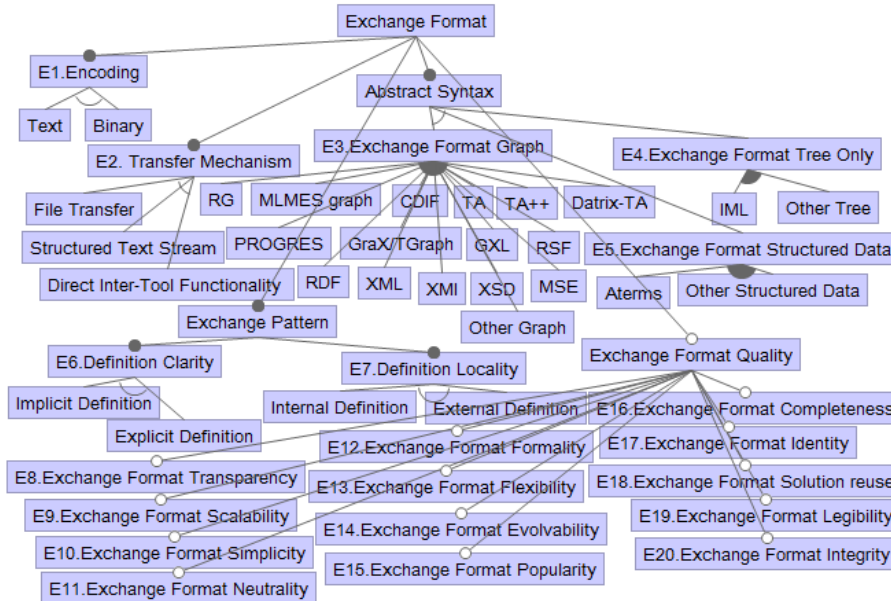 Exchange Format
E1.Encoding
Abstract Syntax
Text
Binary
E2. Transfer Mechanism
E3.Exchange Format Graph
E4.Exchange Format Tree Only
File Transfer
RG
MLMES graph
CDIF
TA
TA++
Datrix-TA
IML
Other Tree
Structured Text Stream
PROGRES
GraX/TGraph
GXL
RSF
E5.Exchange Format Structured Data
Direct Inter-Tool Functionality
RDF
XML
XMI
XSD
MSE
Aterms
Other Structured Data
Exchange Pattern
Other Graph
E6.Definition Clarity
E7.Definition Locality
Exchange Format Quality
Implicit Definition
Internal Definition
External Definition
E16.Exchange Format Completeness
Explicit Definition
E12.Exchange Format Formality
E17.Exchange Format Identity
E8.Exchange Format Transparency
E13.Exchange Format Flexibility
E18.Exchange Format Solution reuse
E9.Exchange Format Scalability
E14.Exchange Format Evolvability
E19.Exchange Format Legibility
E10.Exchange Format Simplicity
E15.Exchange Format Popularity
E20.Exchange Format Integrity
E11.Exchange Format Neutrality